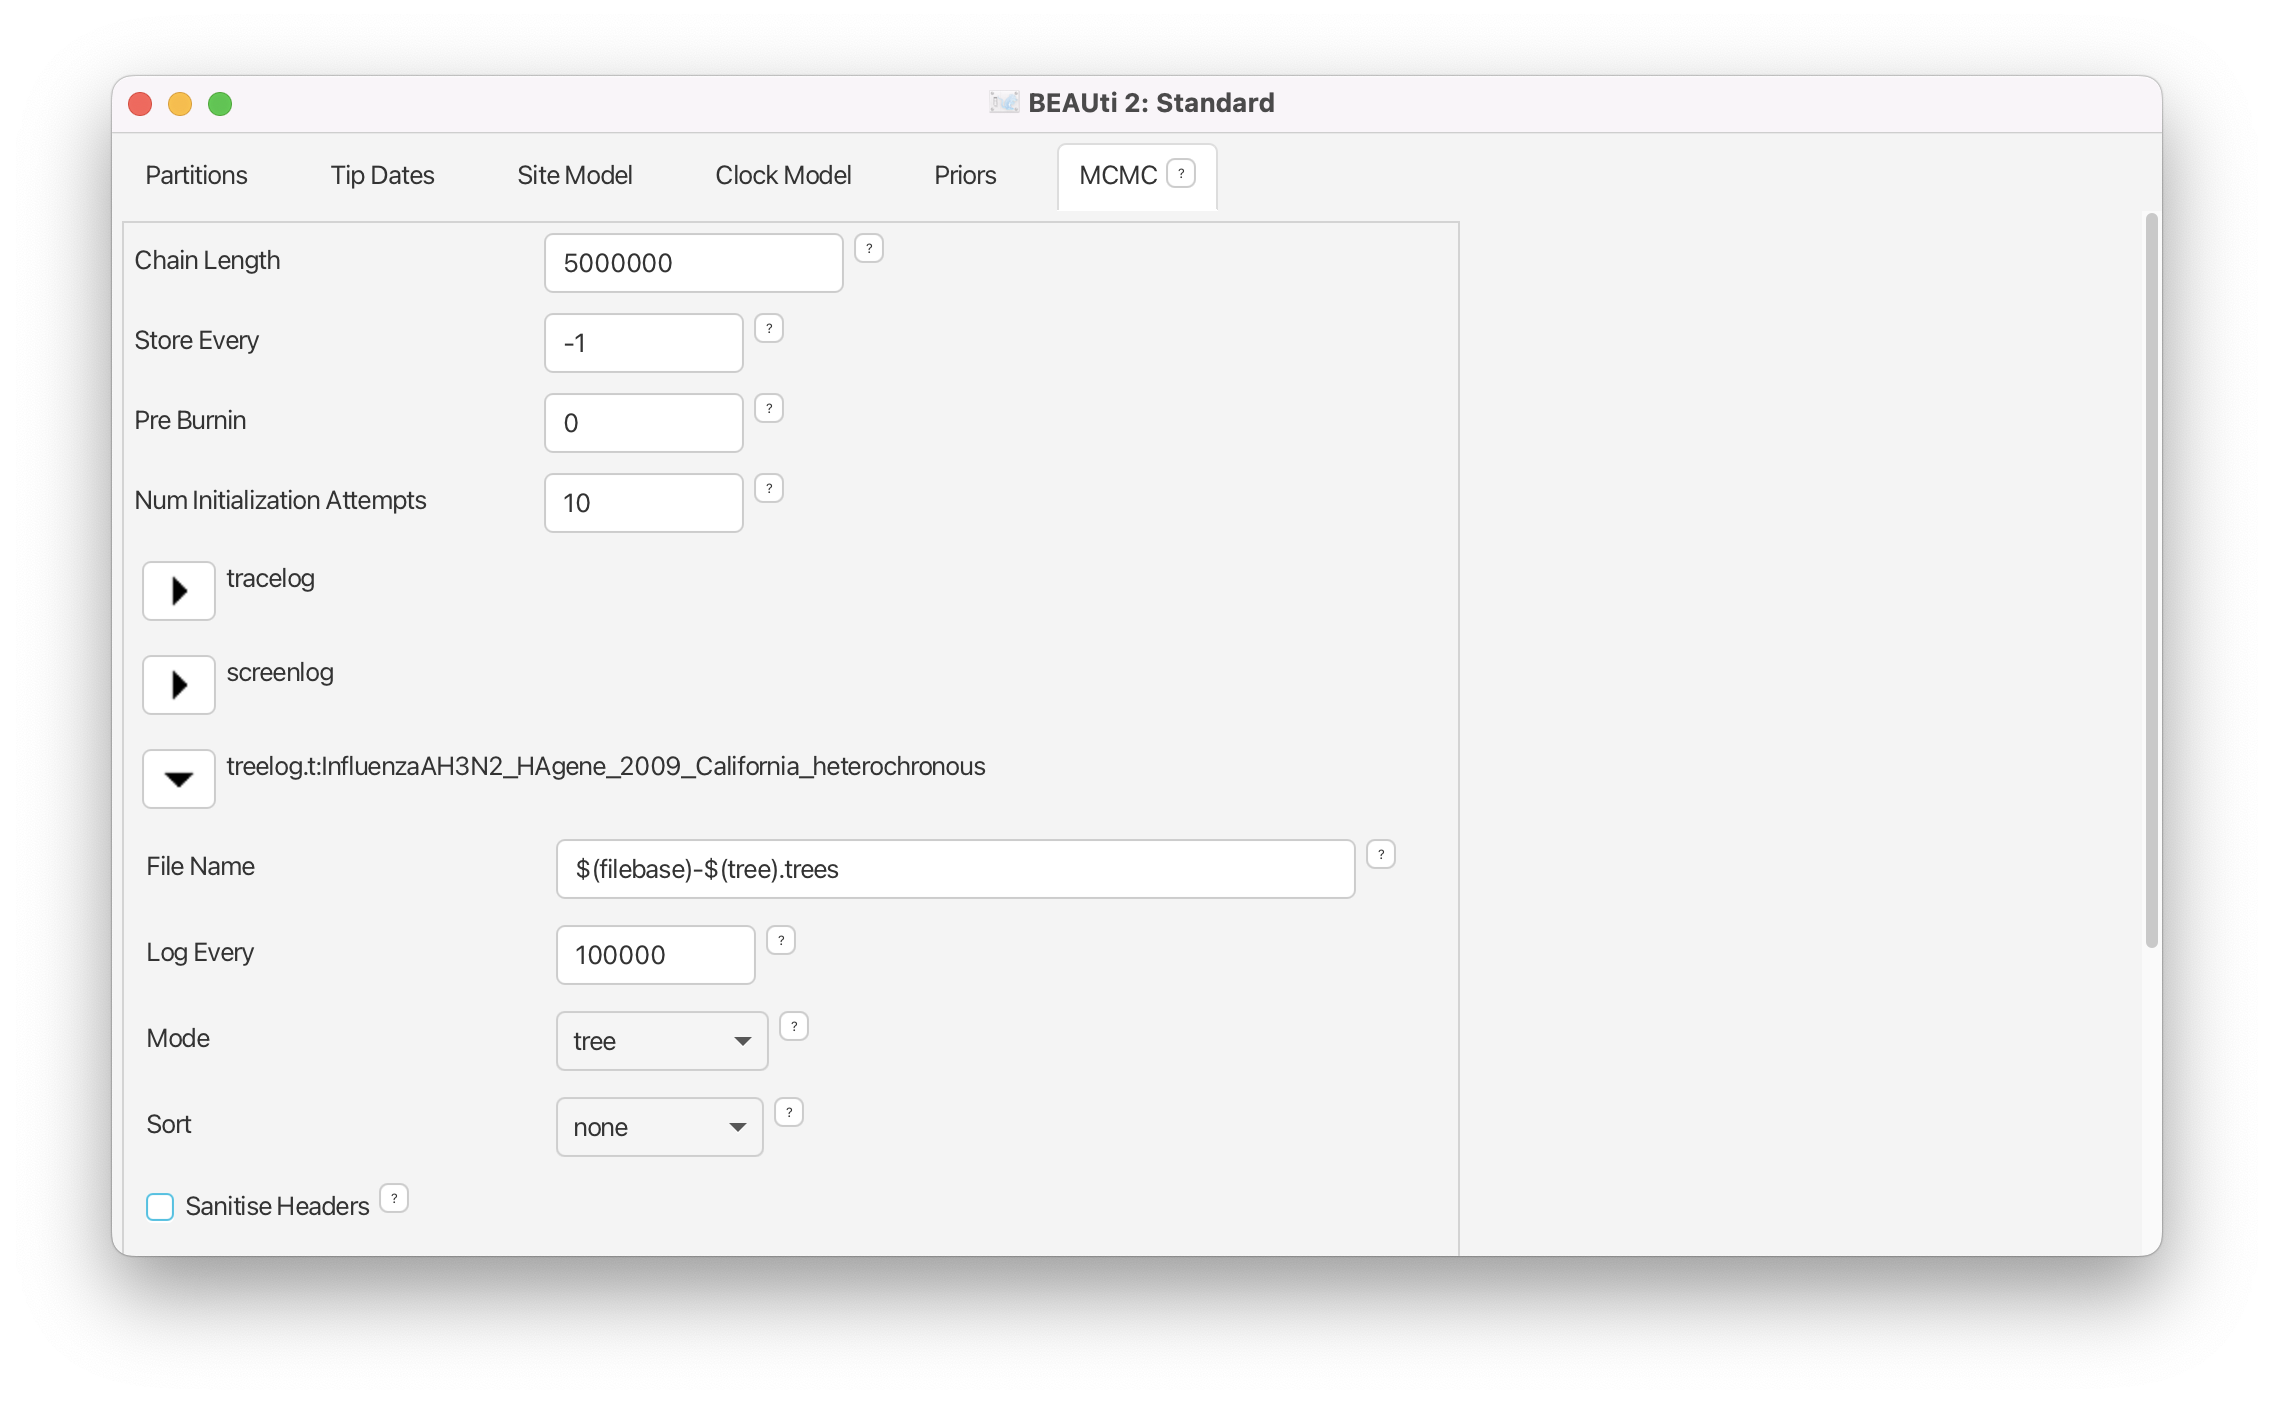 BEAUti 2: Standard
Partitions Tip Dates Site Model Clock Model Priors MCMC ?
Chain Length 5000000 ?
Store Every -1 ?
Pre Burnin 0 ?
Num Initialization Attempts 10 ?
tracelog
screenlog
treelog.t:InfluenzaAH3N2_HAgene_2009_California_heterochronous
File Name $(filebase)-$(tree).trees ?
Log Every 100000 ?
Mode tree ?
Sort none ?
Sanitise Headers ?